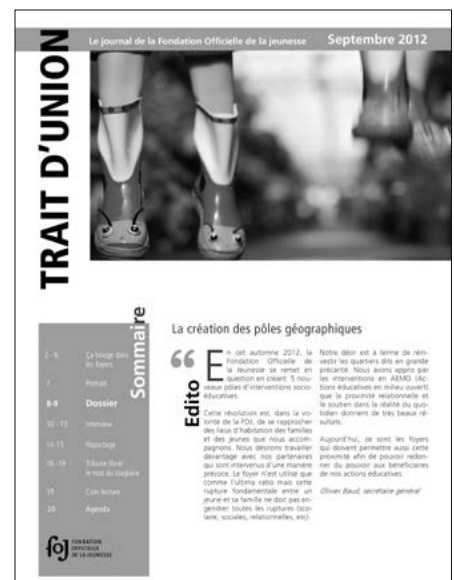 Le journal de la Fondation Officielle de la jeunesse
Septembre 2012
TRAIT D'UNION
Sommaire
2 - 6 Ça bouge dans
les foyers
7 Portrait
8-9 Dossier
10 - 13 Interview
14-15 Reportage
16 - 18 Tribune libre:
le mot du stagiaire
19 Coin lecture
20 Agenda
foj FONDATION
OFFICIELLE
DE LA JEUNESSE
La création des pôles géographiques
“
Edito
En cet automne 2012, la
Fondation Officielle de
la Jeunesse se remet en
question en créant 5 nou-
veaux pôles d'interventions socio-
éducatives.
Cette révolution est, dans la vo-
lonté de la FOJ, de se rapprocher
des lieux d'habitation des familles
et des jeunes que nous accom-
pagnons. Nous désirons travailler
davantage avec nos partenaires
qui sont intervenus d'une manière
précoce. Le foyer n'est utilisé que
comme l'ultima ratio mais cette
rupture fondamentale entre un
jeune et sa famille ne doit pas en-
gendrer toutes les ruptures (sco-
laire, sociales, relationnelles, etc).
Notre désir est à terme de réin-
vestir les quartiers dits en grande
précarité. Nous avons appris par
les interventions en AEMO (Ac-
tions éducatives en milieu ouvert)
que la proximité relationnelle et
le soutien dans la réalité du quo-
tidien donnent de très beaux ré-
sultats.
Aujourd'hui, ce sont les foyers
qui doivent permettre aussi cette
proximité afin de pouvoir redon-
ner du pouvoir aux bénéficiaires
de nos actions éducatives.
Olivier Baud, secrétaire général